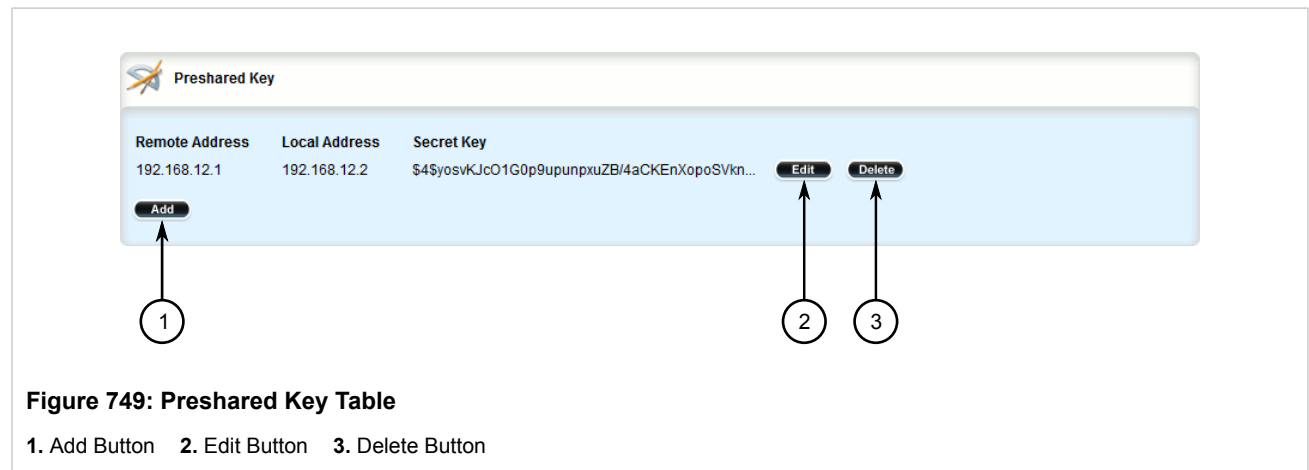 Preshared Key
Remote Address Local Address Secret Key
192.168.12.1 192.168.12.2 $4$yosvKJcO1G0p9upunpxuZB/4aCKEnXopoSVkn... Edit Delete
Add
1 2 3
Figure 749: Preshared Key Table
1. Add Button 2. Edit Button 3. Delete Button